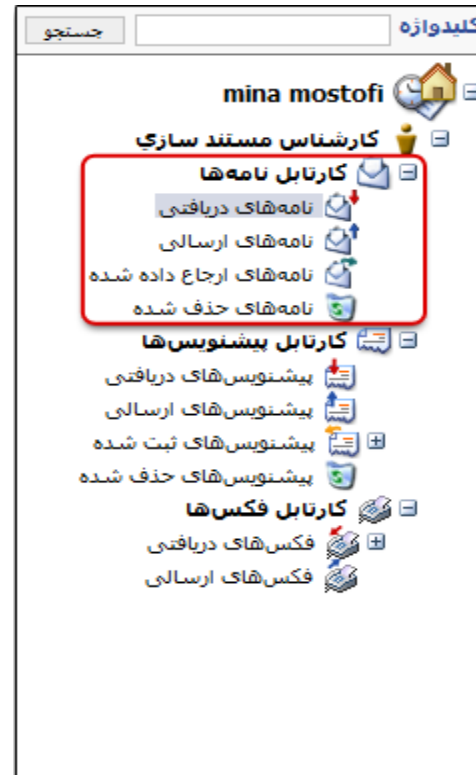 کلیدواژه جستجو
mina mostofi
كارشناس مستند سازي
کارتابل نامه‌ها
نامه‌های دریافتی
نامه‌های ارسالی
نامه‌های ارجاع داده شده
نامه‌های حذف شده
کارتابل پیشنویس‌ها
پیشنویس‌های دریافتی
پیشنویس‌های ارسالی
پیشنویس‌های ثبت شده
پیشنویس‌های حذف شده
کارتابل فکس‌ها
فکس‌های دریافتی
فکس‌های ارسالی